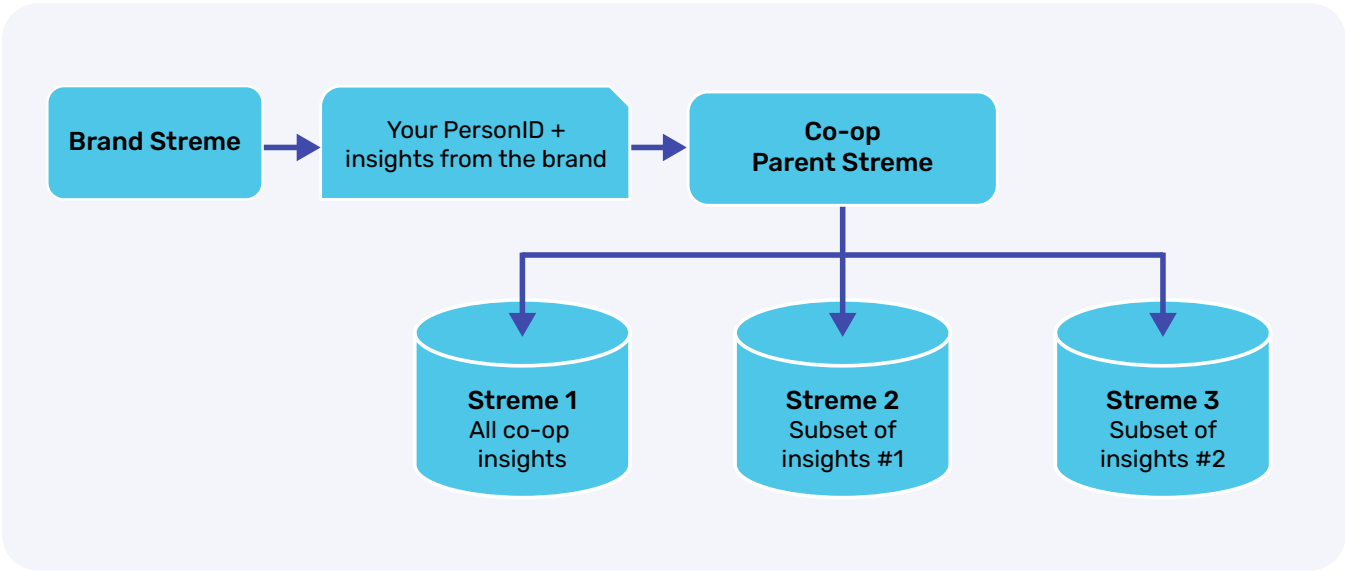 Brand Streme
Your PersonID +
insights from the brand
Co-op
Parent Streme
Streme 1
All co-op
insights
Streme 2
Subset of
insights #1
Streme 3
Subset of
insights #2